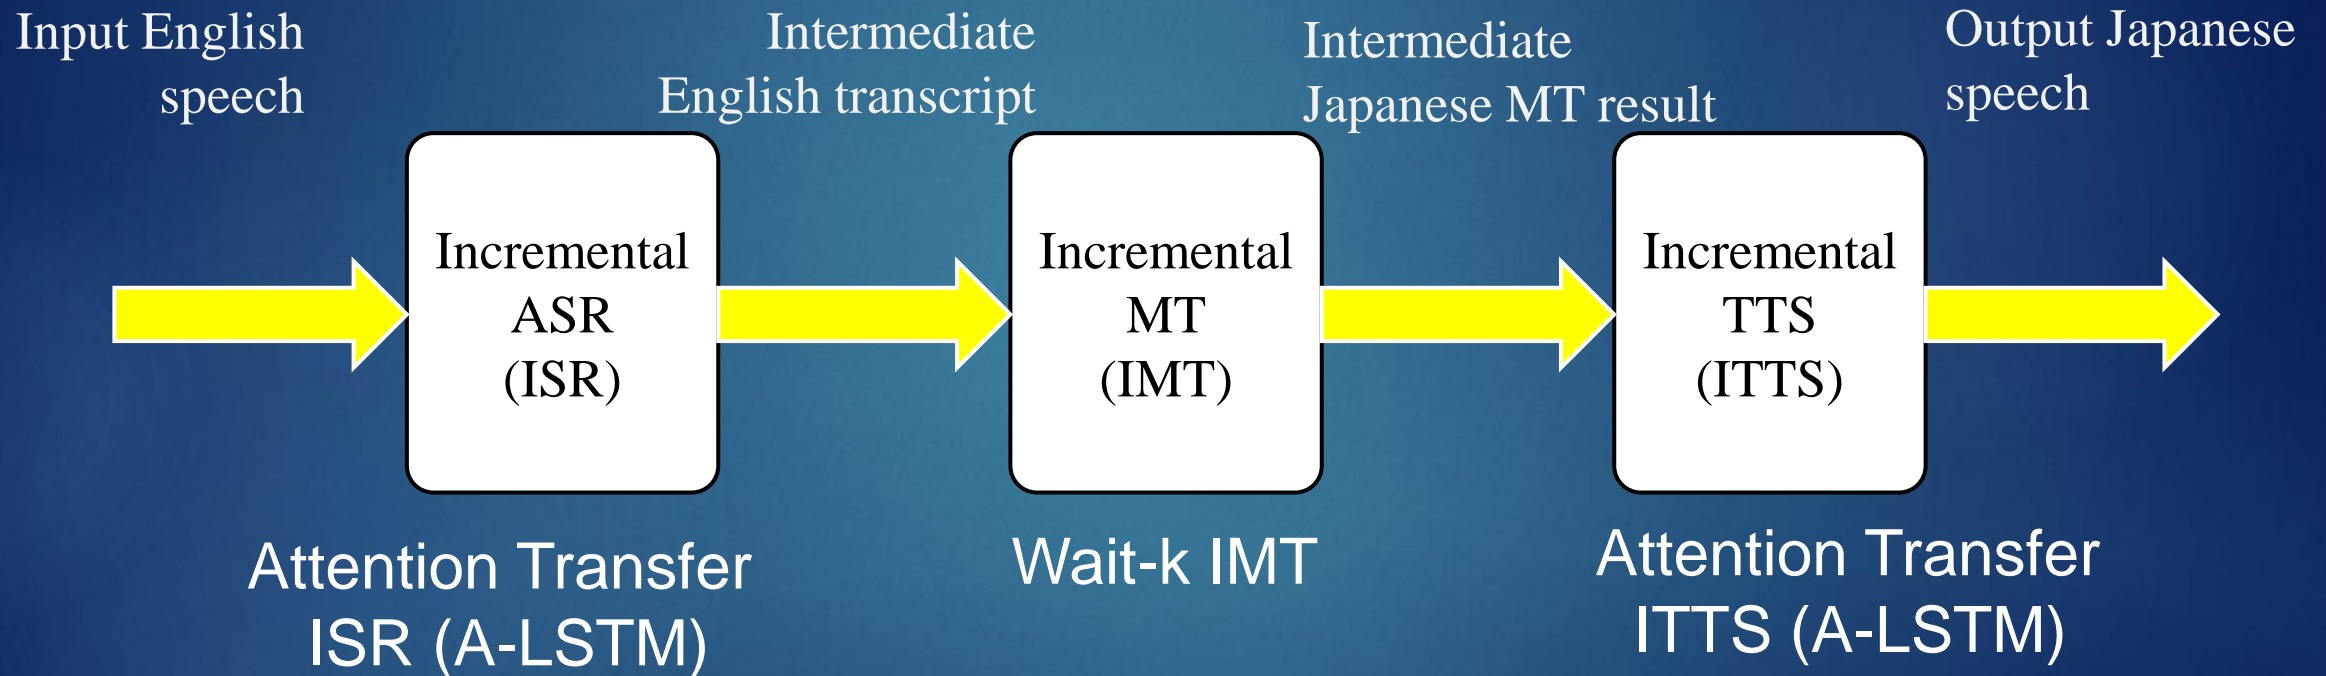 Input English
speech
Intermediate
English transcript
Intermediate
Japanese MT result
Output Japanese
speech
Incremental
ASR
(ISR)
Incremental
MT
(IMT)
Incremental
TTS
(ITTS)
Attention Transfer
ISR (A-LSTM)
Wait-k IMT
Attention Transfer
ITTS (A-LSTM)